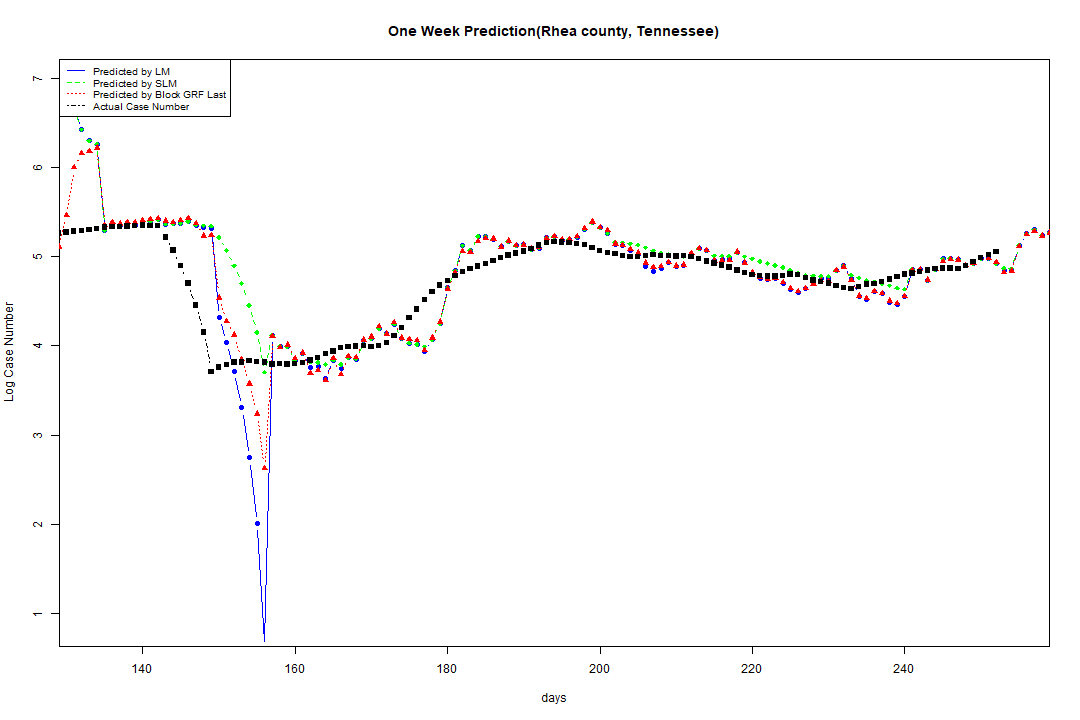 One Week Prediction(Rhea county, Tennessee)
Predicted by LM
Predicted by SLM
Predicted by Block GRF Last
Actual Case Number
7
6
5
4
3
2
1
Log Case Number
140 160 180 200 220 240
days